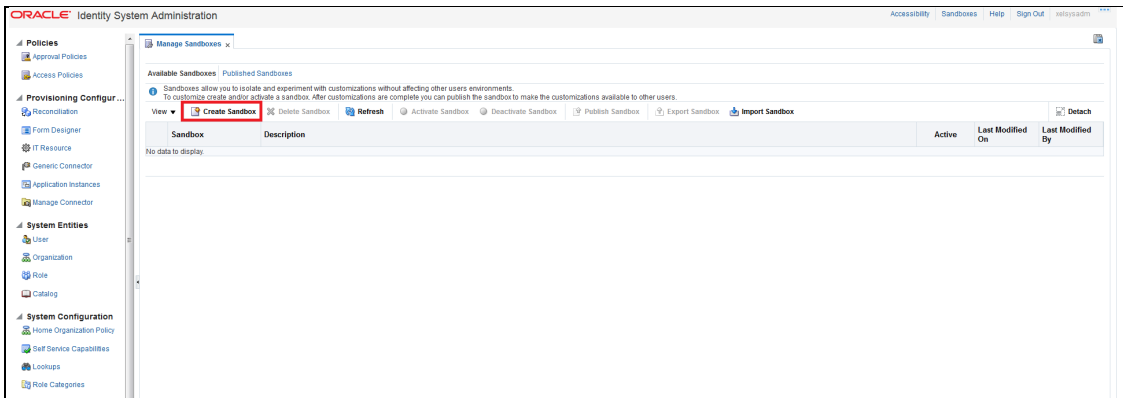 ORACLE® Identity System Administration
Accessibility Sandboxes Help Sign Out xelsysadm
Policies
Approval Policies
Access Policies
Provisioning Configur...
Reconciliation
Form Designer
IT Resource
Generic Connector
Application Instances
Manage Connector
System Entities
User
Organization
Role
Catalog
System Configuration
Home Organization Policy
Self Service Capabilities
Lookups
Role Categories
Manage Sandboxes x
Available Sandboxes Published Sandboxes
Sandboxes allow you to isolate and experiment with customizations without affecting other users environments.
To customize create and/or activate a sandbox. After customizations are complete you can publish the sandbox to make the customizations available to other users.
View Create Sandbox Delete Sandbox Refresh Activate Sandbox Deactivate Sandbox Publish Sandbox Export Sandbox Import Sandbox Detach
Sandbox Description Active Last Modified On Last Modified By
No data to display.